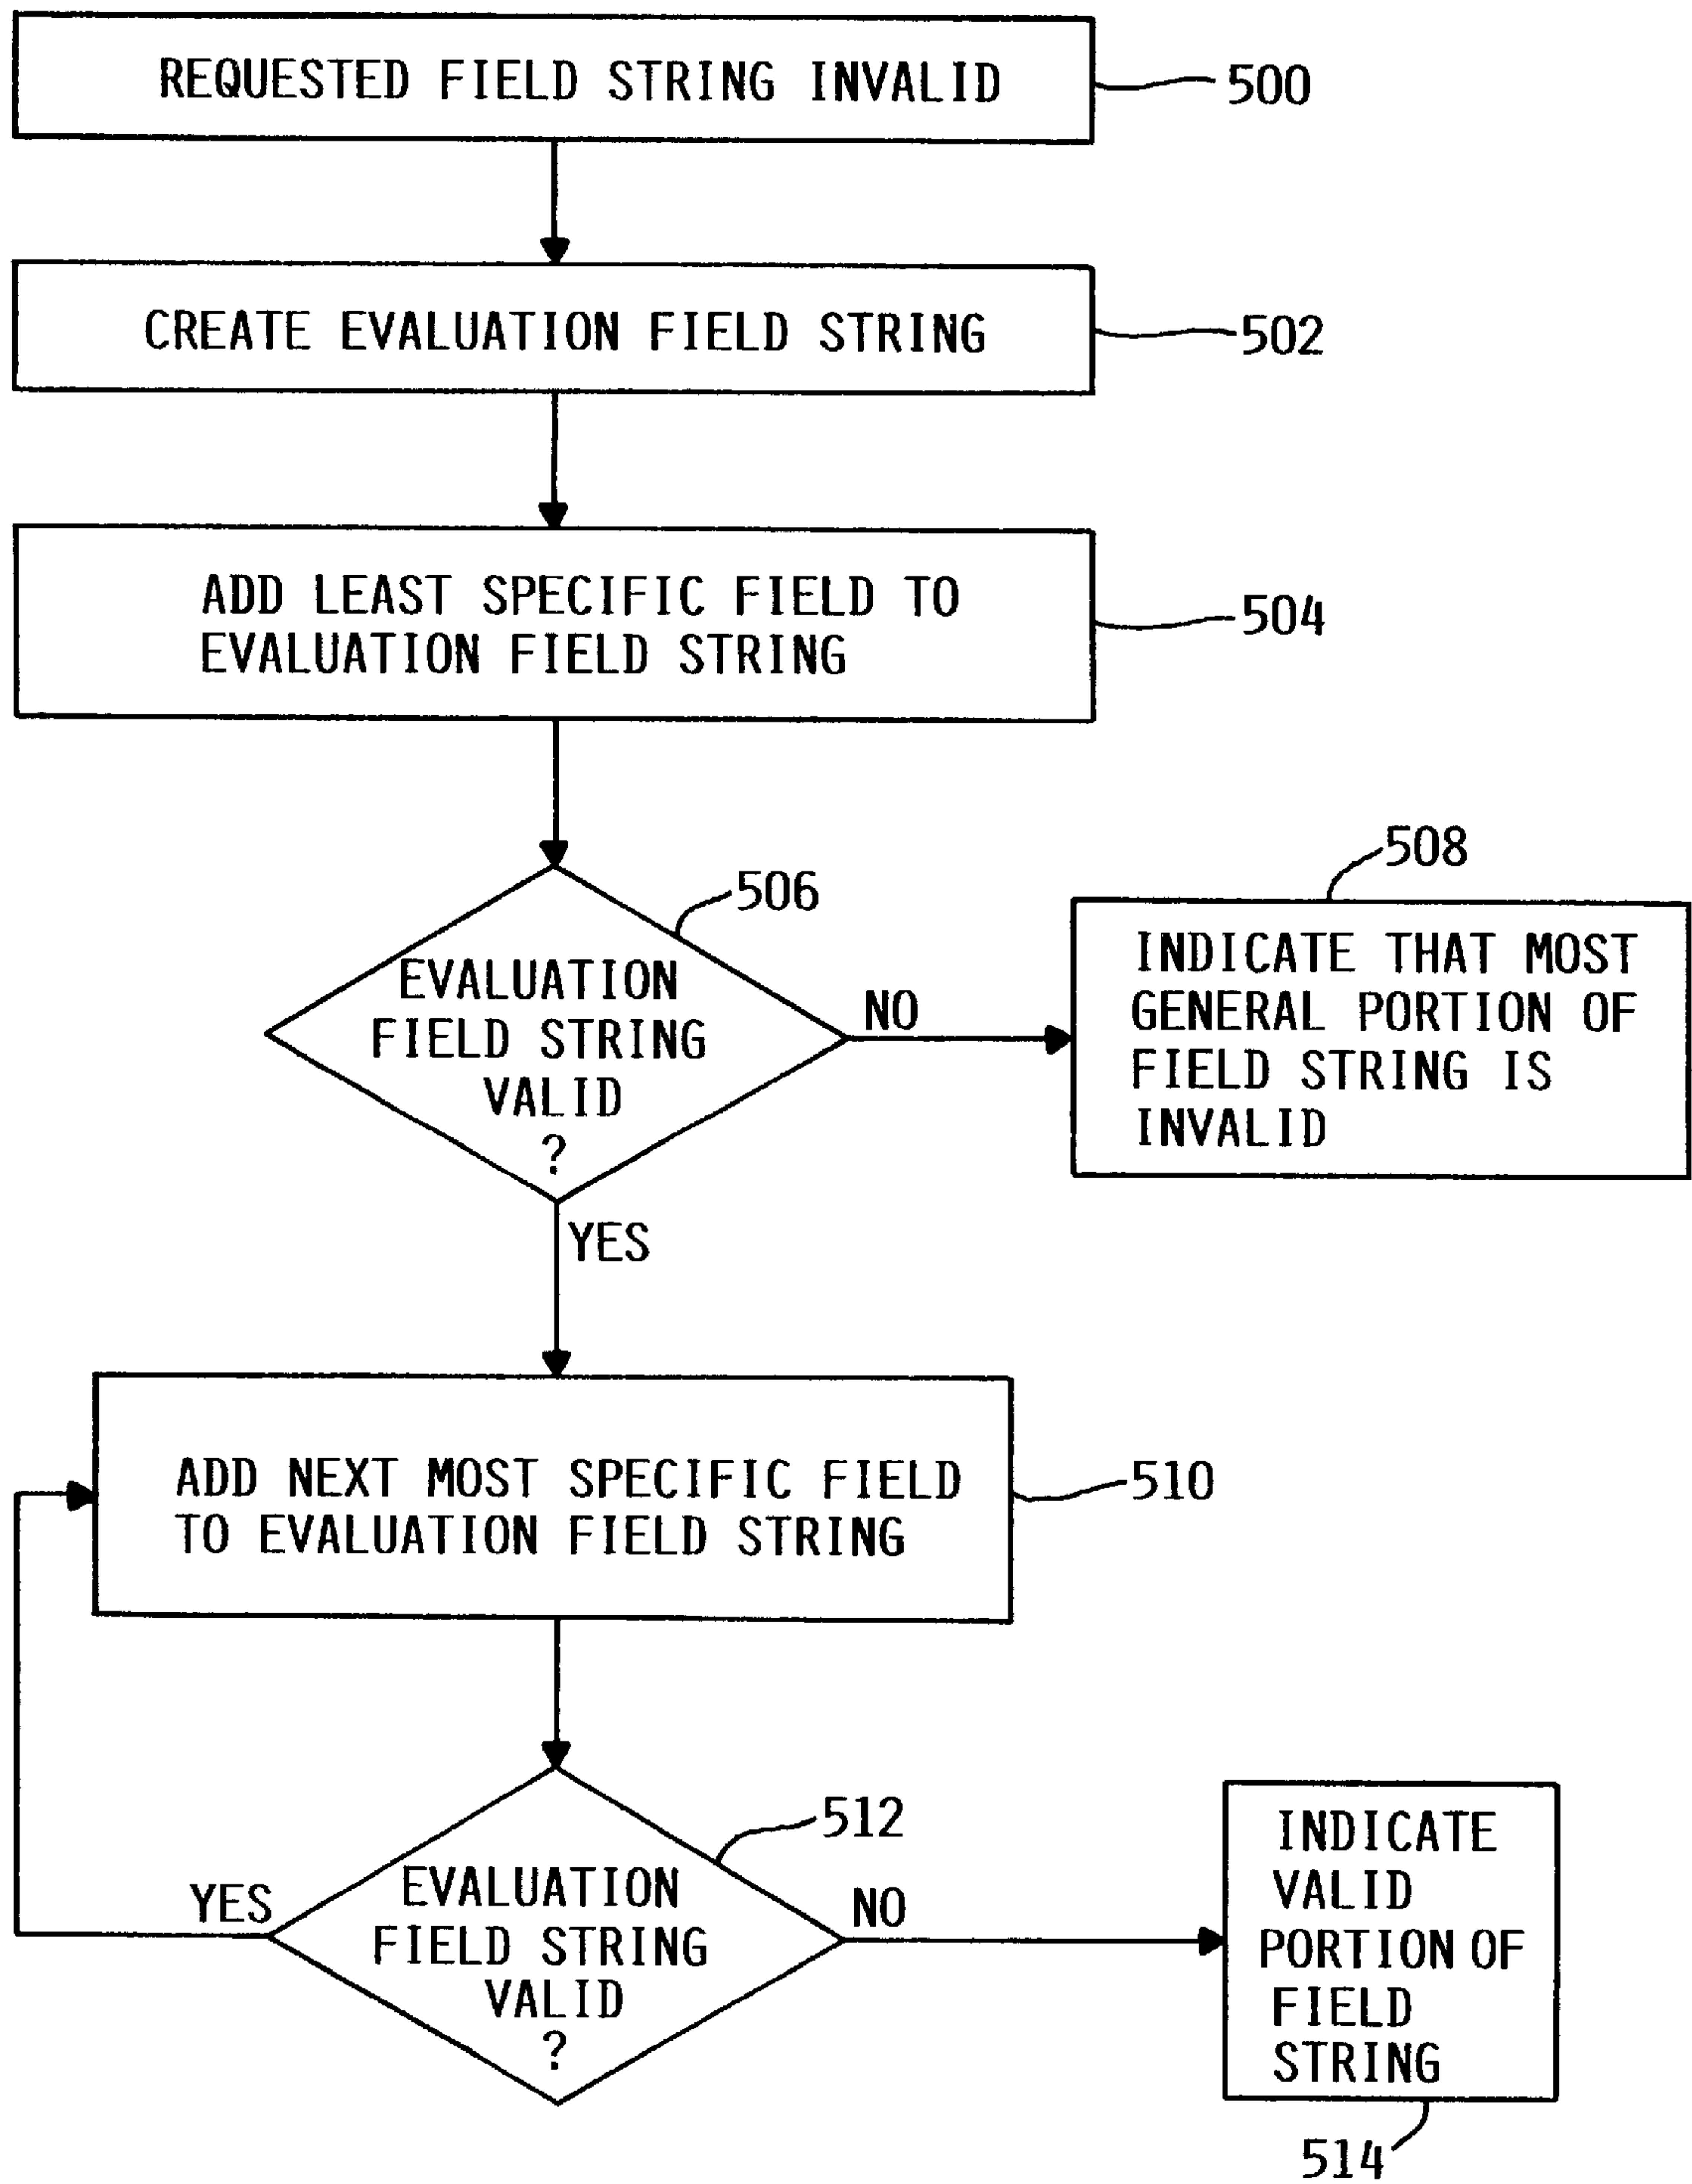 REQUESTED FIELD STRING INVALID
500
CREATE EVALUATION FIELD STRING
502
ADD LEAST SPECIFIC FIELD TO
EVALUATION FIELD STRING
504
506
EVALUATION
FIELD STRING
VALID
?
NO
508
INDICATE THAT MOST
GENERAL PORTION OF
FIELD STRING IS
INVALID
YES
ADD NEXT MOST SPECIFIC FIELD
TO EVALUATION FIELD STRING
510
512
EVALUATION
FIELD STRING
VALID
?
YES
NO
INDICATE
VALID
PORTION OF
FIELD
STRING
514